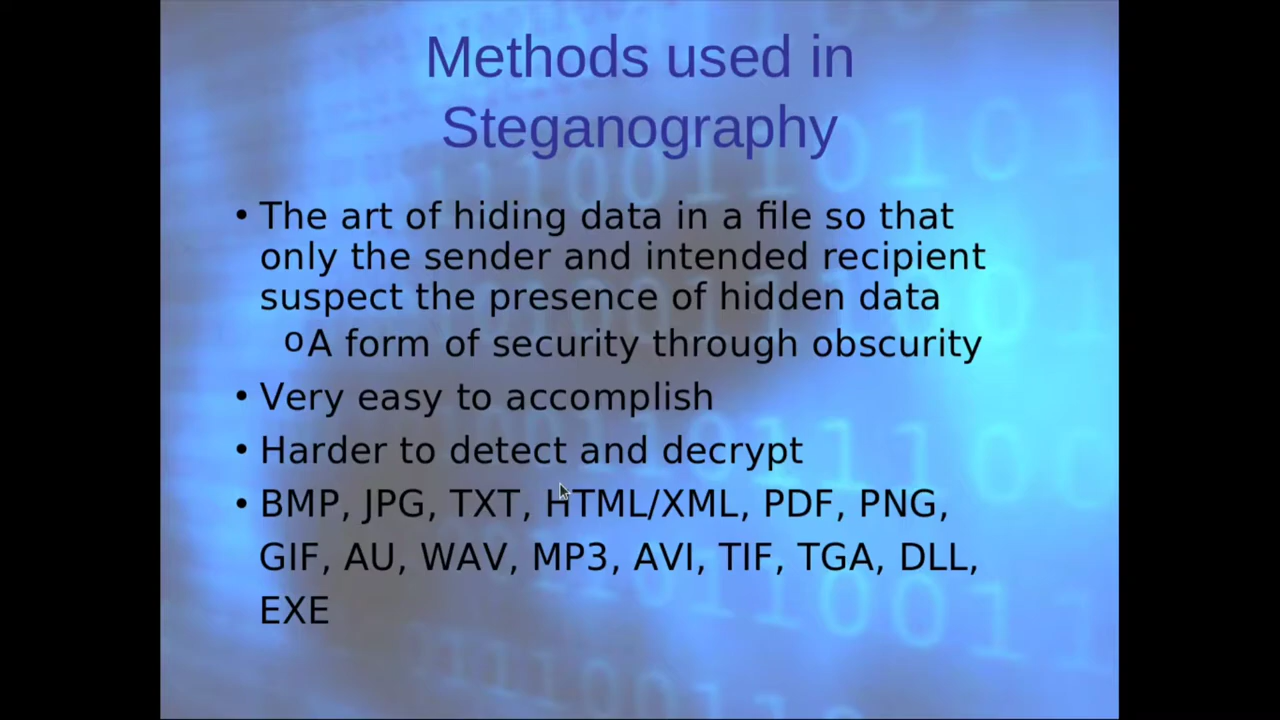 Methods used in
Steganography
• The art of hiding data in a file so that
only the sender and intended recipient
suspect the presence of hidden data
oA form of security through obscurity
• Very easy to accomplish
• Harder to detect and decrypt
• BMP, JPG, TXT, HTML/XML, PDF, PNG,
GIF, AU, WAV, MP3, AVI, TIF, TGA, DLL,
EXE